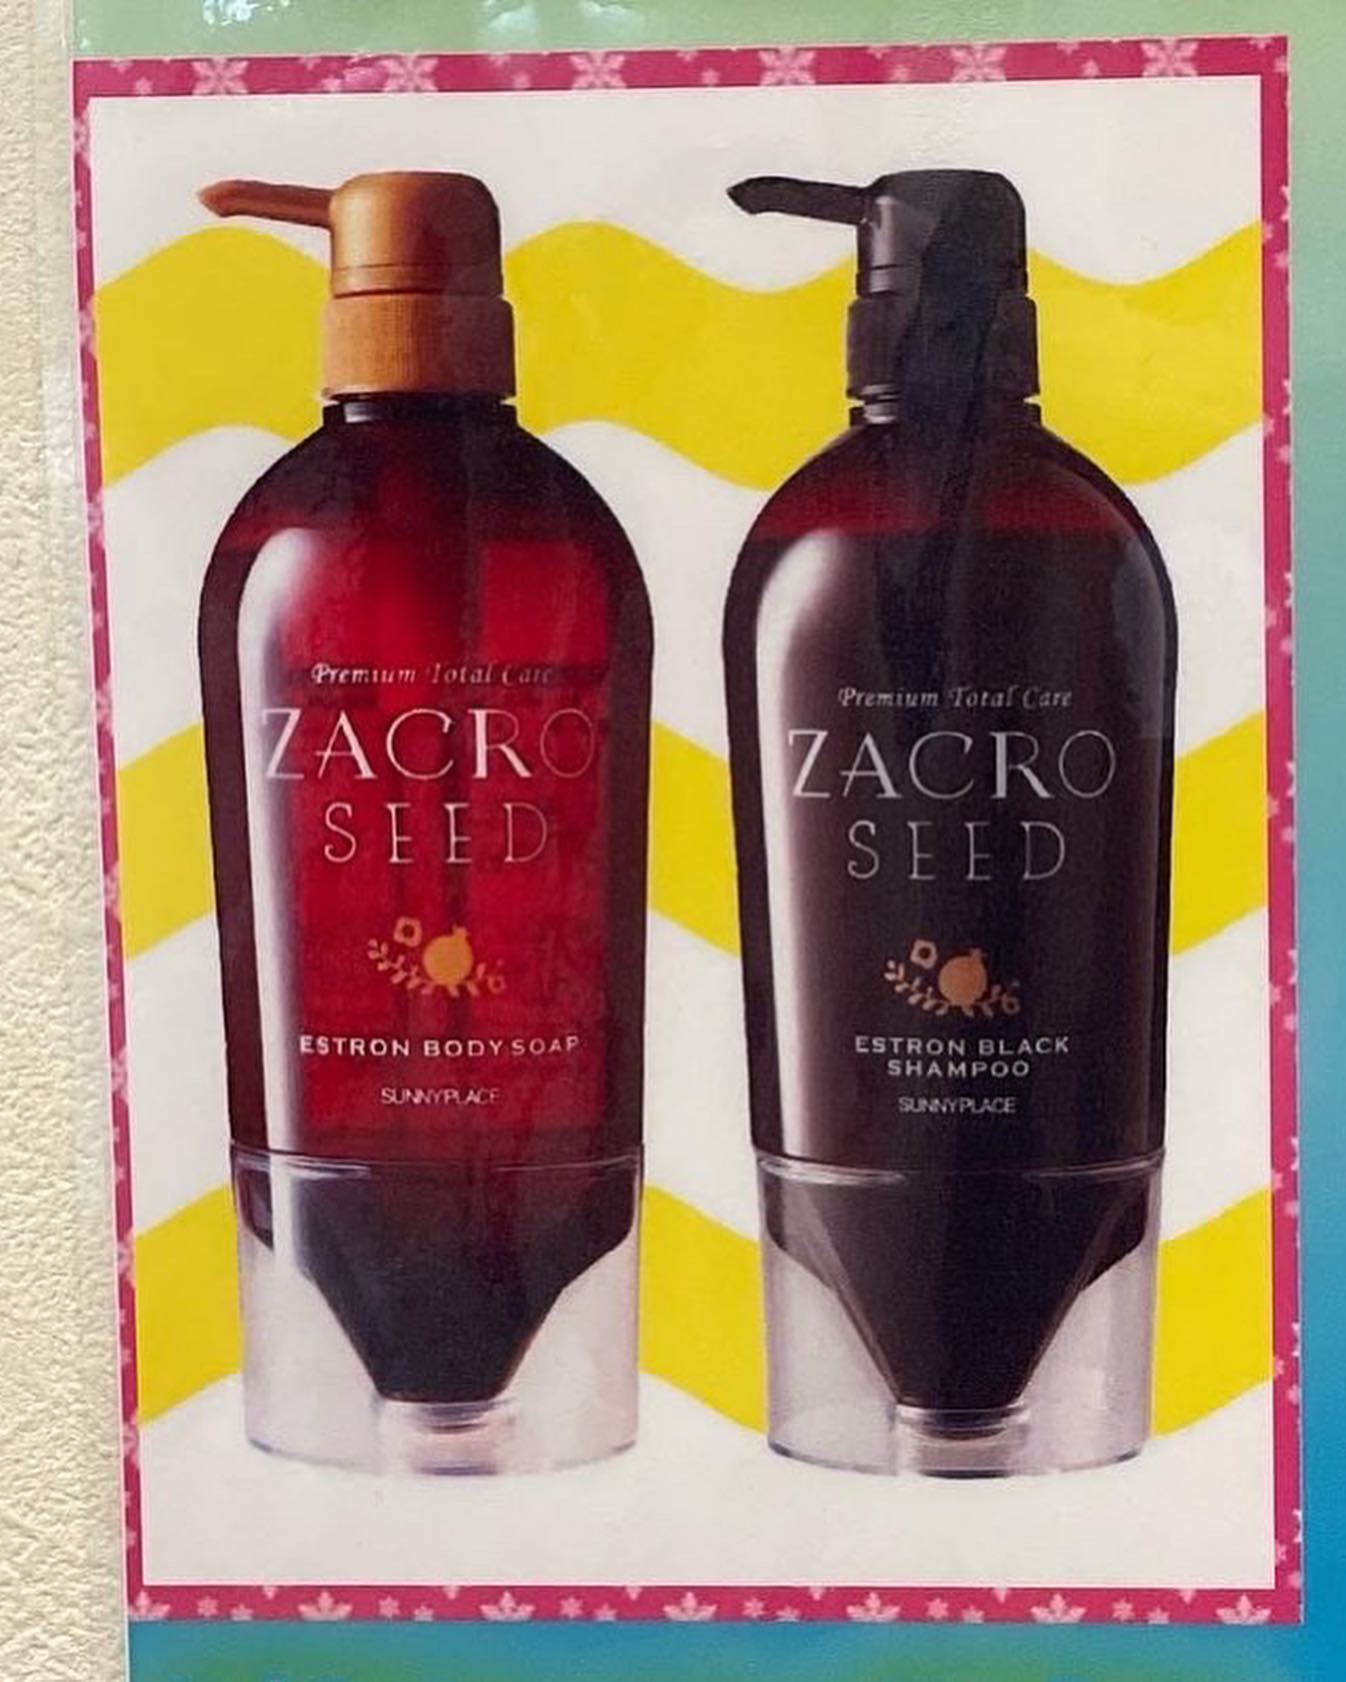 Premium Total Care
ZACRO
SEED
ESTRON BODY SOAP
SUNNYPLACE
Premium Total Care
ZACRO
SEED
ESTRON BLACK
SHAMPOO
SUNNYPLACE